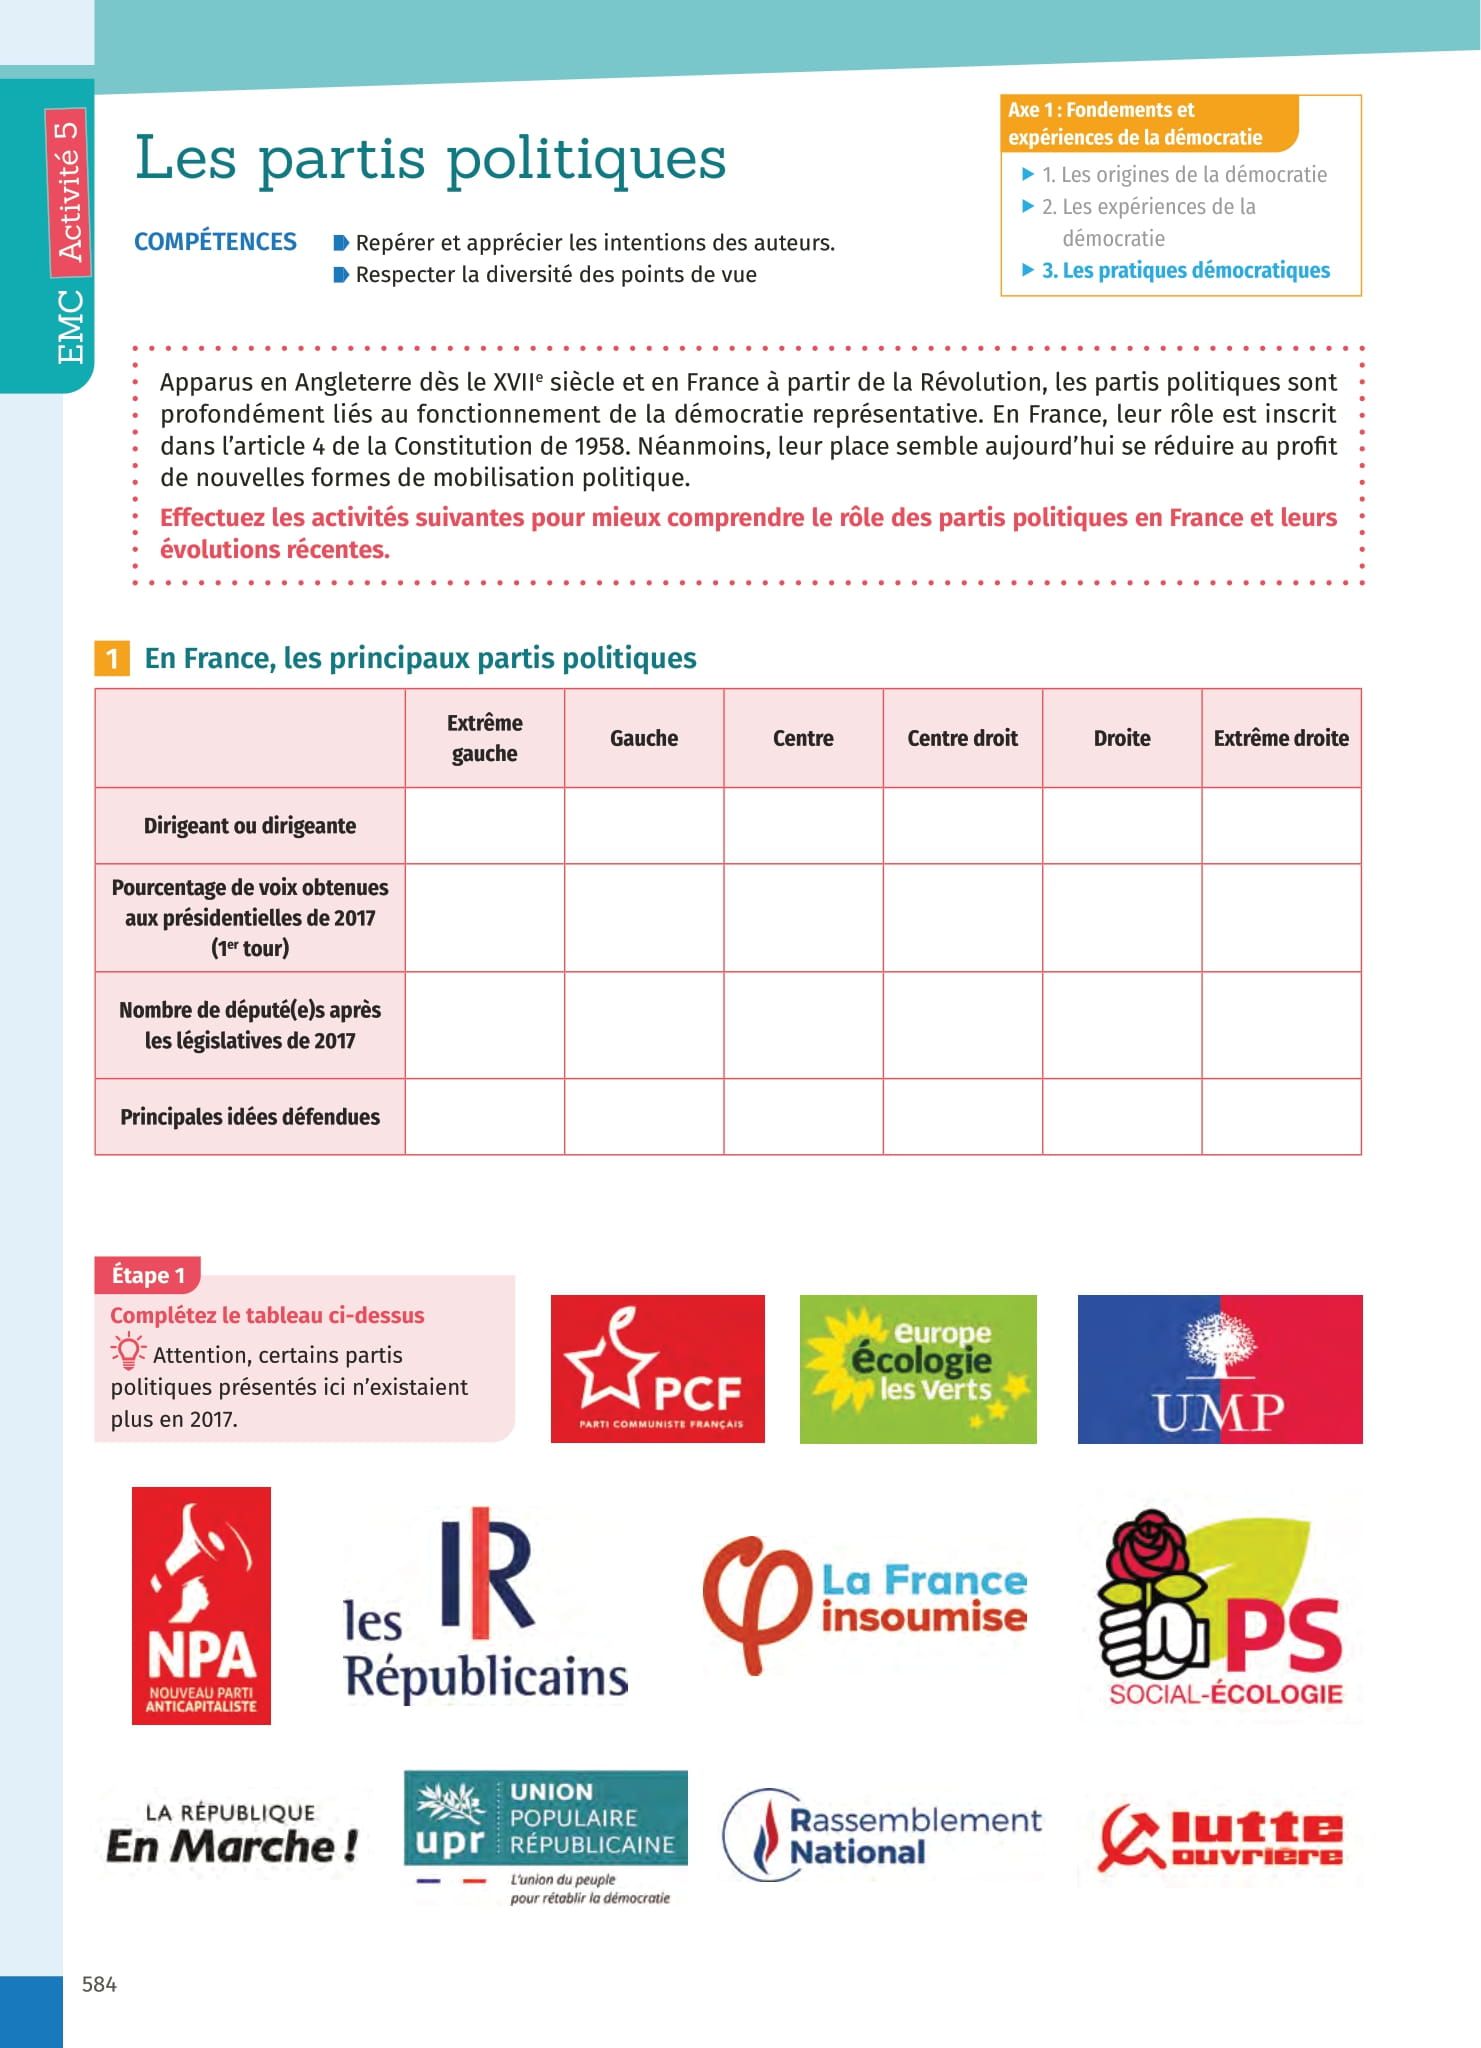 EMC Activité 5
Les partis politiques
COMPÉTENCES
Repérer et apprécier les intentions des auteurs.
Respecter la diversité des points de vue
Axe 1 : Fondements et
expériences de la démocratie
1. Les origines de la démocratie
2. Les expériences de la
démocratie
3. Les pratiques démocratiques
Apparus en Angleterre dès le XVIIe siècle et en France à partir de la Révolution, les partis politiques sont
profondément liés au fonctionnement de la démocratie représentative. En France, leur rôle est inscrit
dans l'article 4 de la Constitution de 1958. Néanmoins, leur place semble aujourd'hui se réduire au profit
de nouvelles formes de mobilisation politique.
Effectuez les activités suivantes pour mieux comprendre le rôle des partis politiques en France et leurs
évolutions récentes.
1 En France, les principaux partis politiques
Extrême
gauche
Gauche
Centre
Centre droit
Droite
Extrême droite
Dirigeant ou dirigeante
Pourcentage de voix obtenues
aux présidentielles de 2017
(1er tour)
Nombre de député(e)s après
les législatives de 2017
Principales idées défendues
Étape 1
Complétez le tableau ci-dessus
Attention, certains partis
politiques présentés ici n'existaient
plus en 2017.
PCF
PARTI COMMUNISTE FRANÇAIS
europe
écologie
les Verts
UMP
NPA
NOUVEAU PARTI
ANTICAPITALISTE
lR
les
Républicains
La France
insoumise
PS
SOCIAL-ÉCOLOGIE
LA RÉPUBLIQUE
En Marche !
upr
UNION
POPULAIRE
RÉPUBLICAINE
L'union du peuple
pour rétablir la démocratie
Rassemblement
National
lutte
ouvrière
584